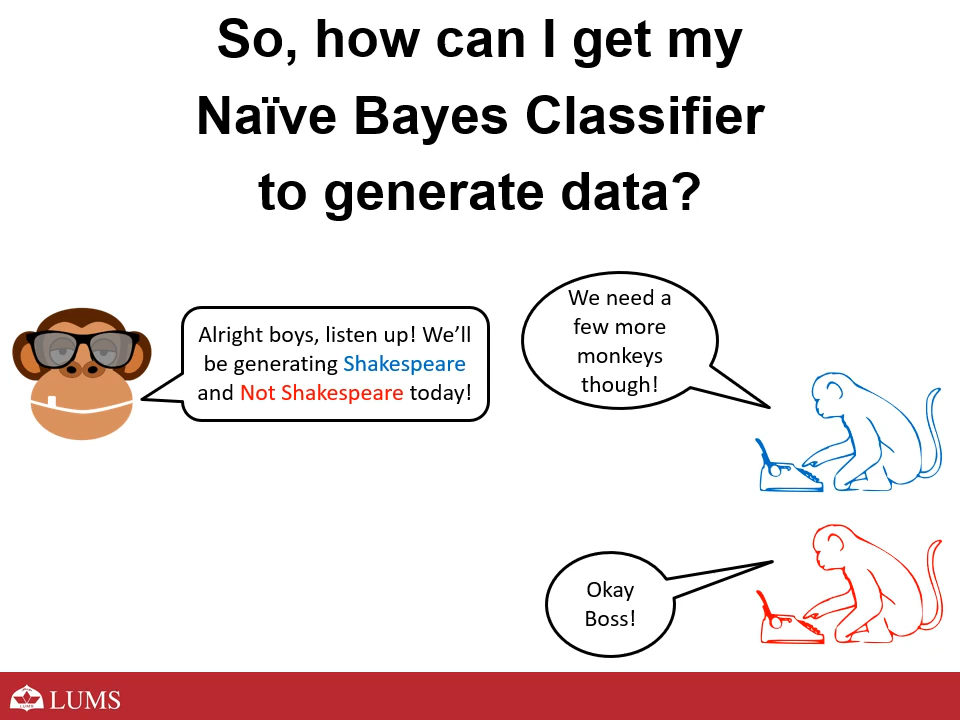 So, how can I get my
Naïve Bayes Classifier
to generate data?
Alright boys, listen up! We’ll
be generating Shakespeare
and Not Shakespeare today!
We need a
few more
monkeys
though!
Okay
Boss!
LUMS
LUMS